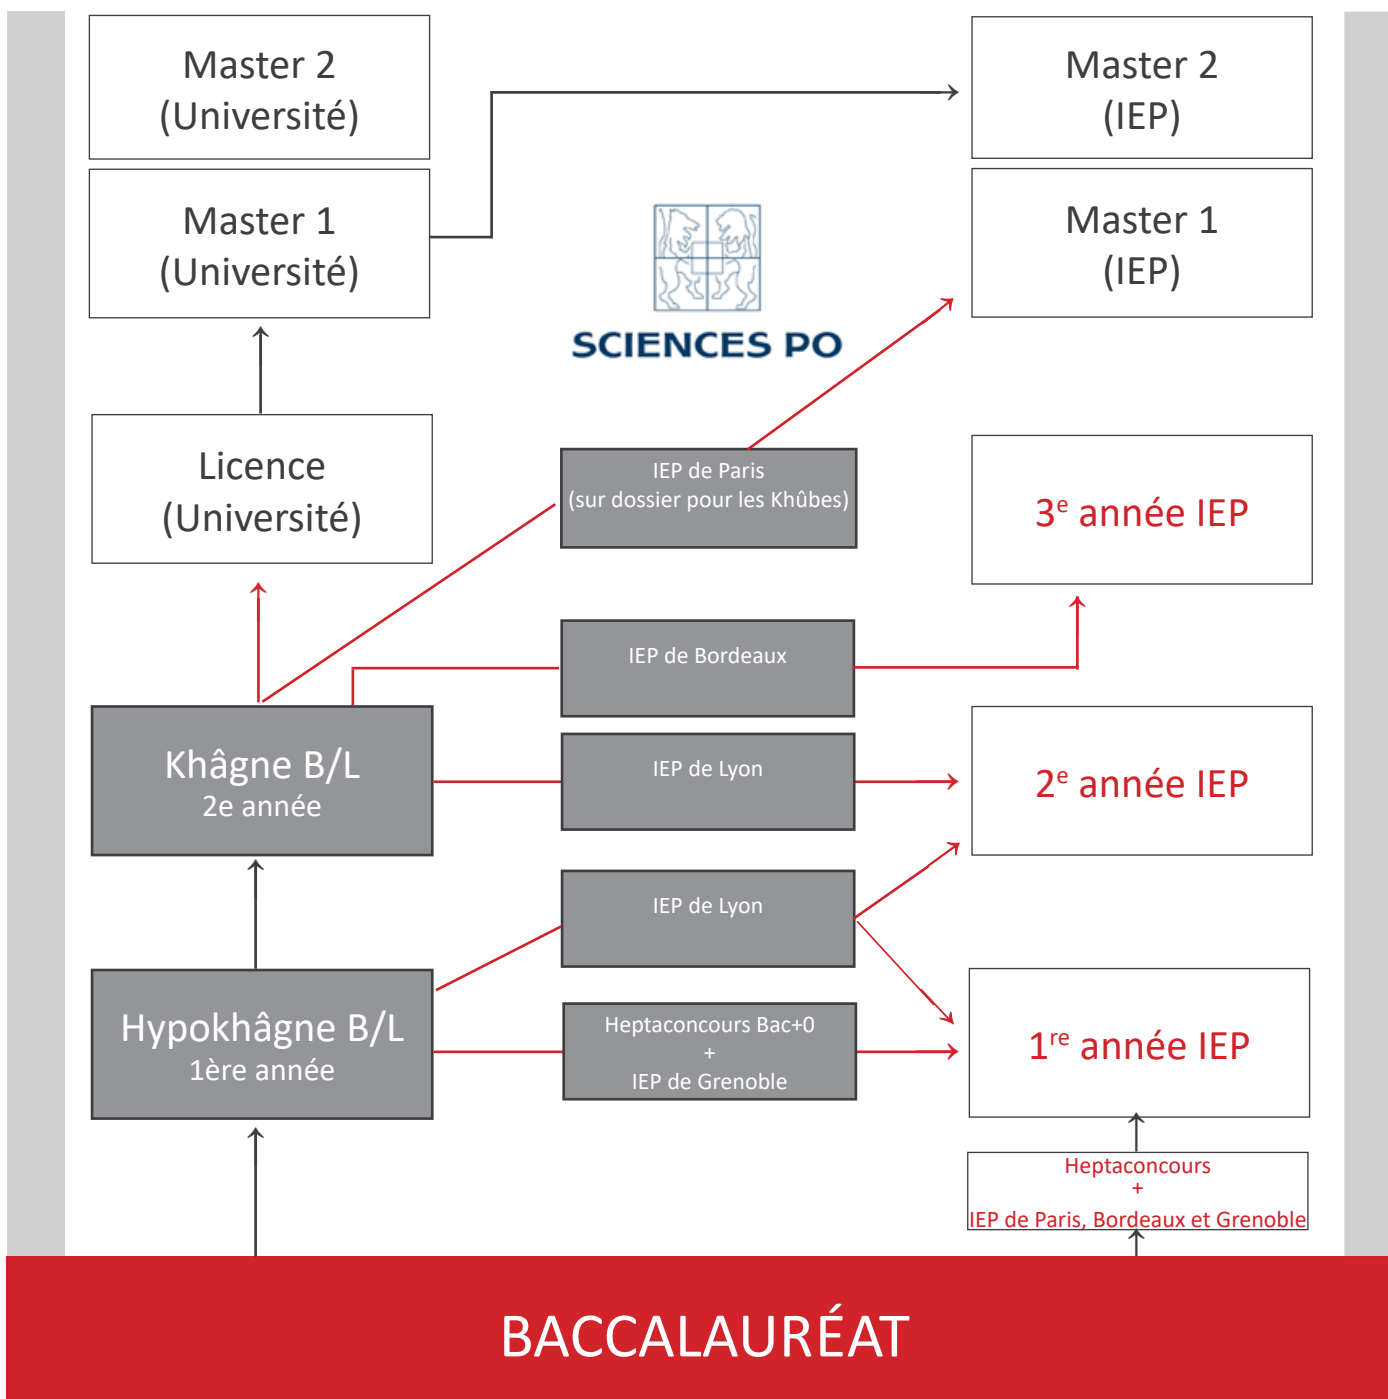 Master 2
(Université)
Master 2
(IEP)
Master 1
(Université)
Master 1
(IEP)
SCIENCES PO
Licence
(Université)
IEP de Paris
(sur dossier pour les Khûbes)
3e année IEP
IEP de Bordeaux
Khâgne B/L
2e année
IEP de Lyon
2e année IEP
IEP de Lyon
Hypokhâgne B/L
1ère année
Heptaconcours Bac+0
+
IEP de Grenoble
1re année IEP
Heptaconcours
+
IEP de Paris, Bordeaux et Grenoble
BACCALAURÉAT